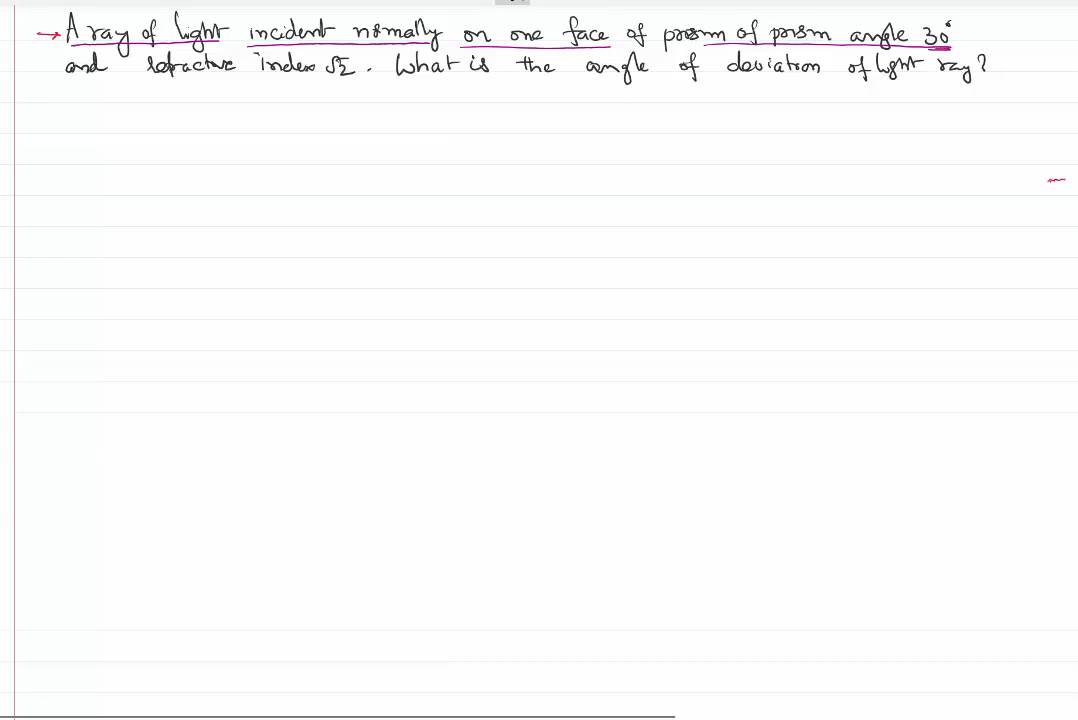 → A ray of light incident normally on one face of prism of prism angle 30°
and refractive index √2. What is the angle of deviation of light ray?